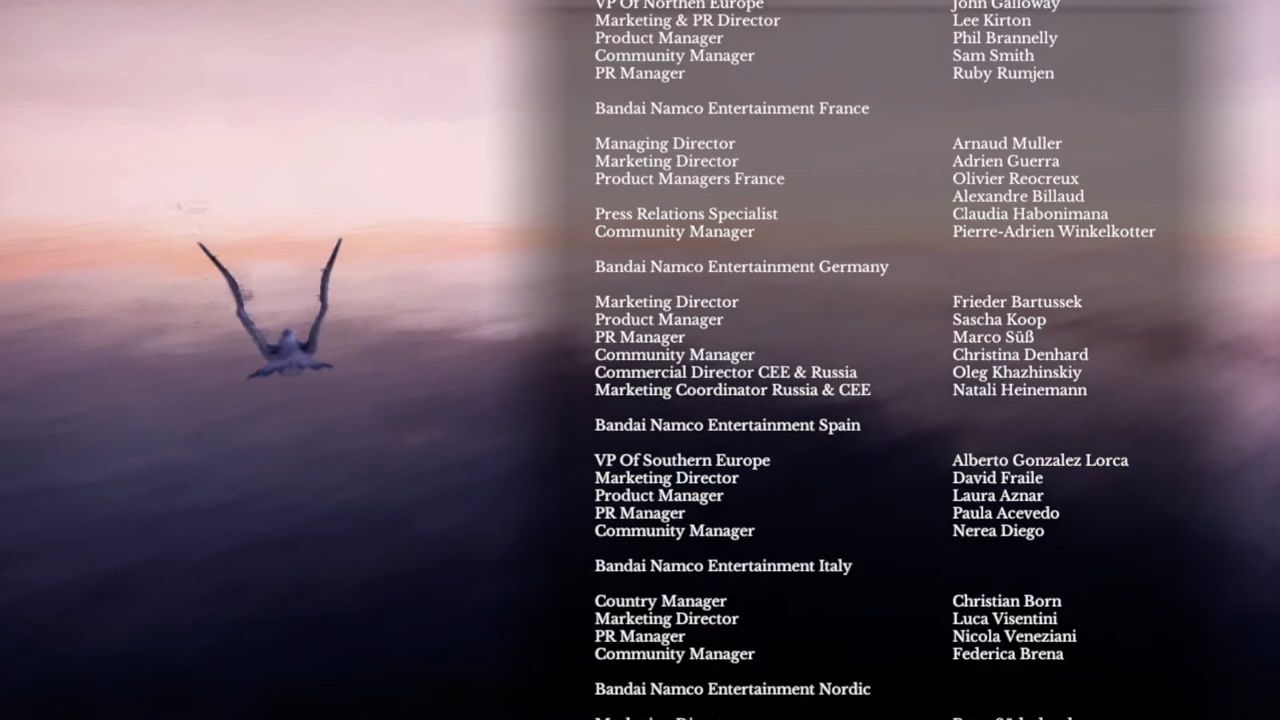 VP Of Northen Europe John Galloway
Marketing & PR Director Lee Kirton
Product Manager Phil Brannelly
Community Manager Sam Smith
PR Manager Ruby Rumjen
Bandai Namco Entertainment France
Managing Director Arnaud Muller
Marketing Director Adrien Guerra
Product Managers France Olivier Reocreux
Alexandre Billaud
Press Relations Specialist Claudia Habonimana
Community Manager Pierre-Adrien Winkelkotter
Bandai Namco Entertainment Germany
Marketing Director Frieder Bartussek
Product Manager Sascha Koop
PR Manager Marco Süß
Community Manager Christina Denhard
Commercial Director CEE & Russia Oleg Khazhinskiy
Marketing Coordinator Russia & CEE Natali Heinemann
Bandai Namco Entertainment Spain
VP Of Southern Europe Alberto Gonzalez Lorca
Marketing Director David Fraile
Product Manager Laura Aznar
PR Manager Paula Acevedo
Community Manager Nerea Diego
Bandai Namco Entertainment Italy
Country Manager Christian Born
Marketing Director Luca Visentini
PR Manager Nicola Veneziani
Community Manager Federica Brena
Bandai Namco Entertainment Nordic